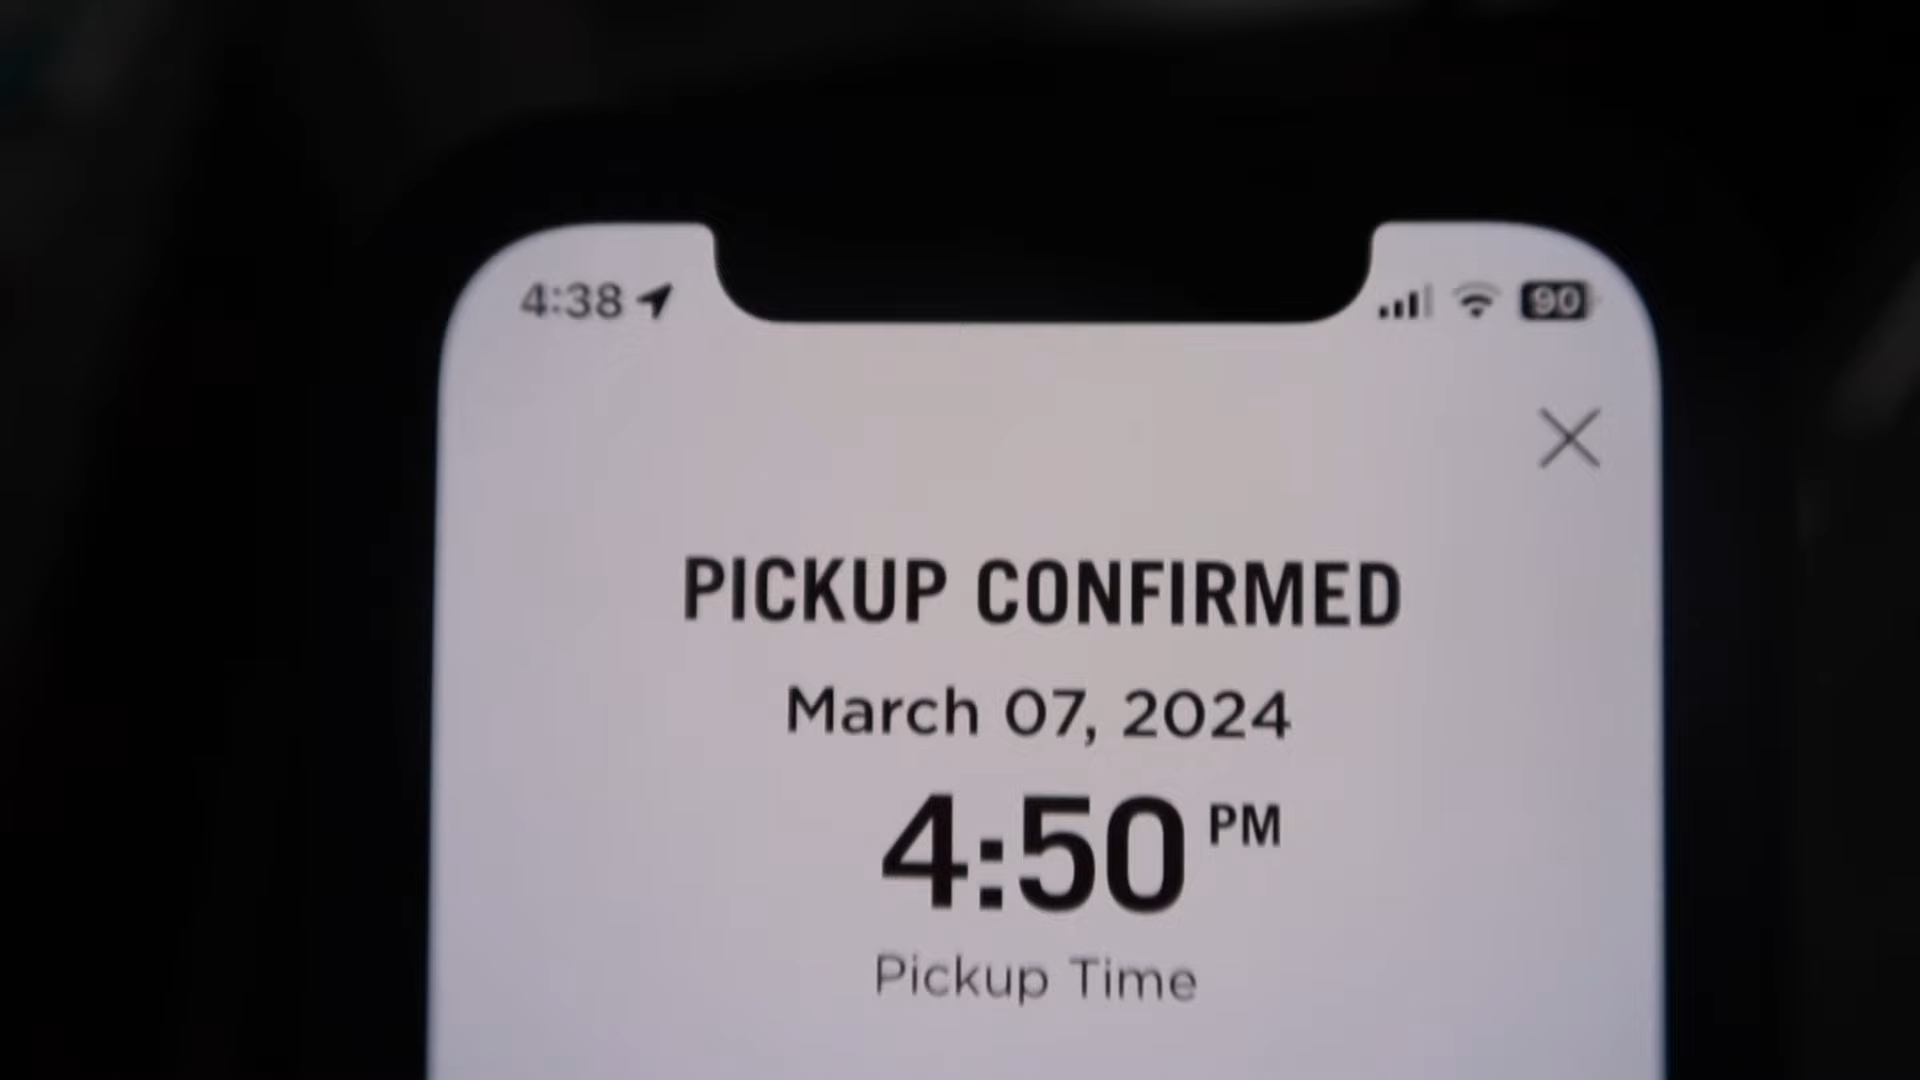 4:38 90
PICKUP CONFIRMED
March 07, 2024
4:50 PM
Pickup Time